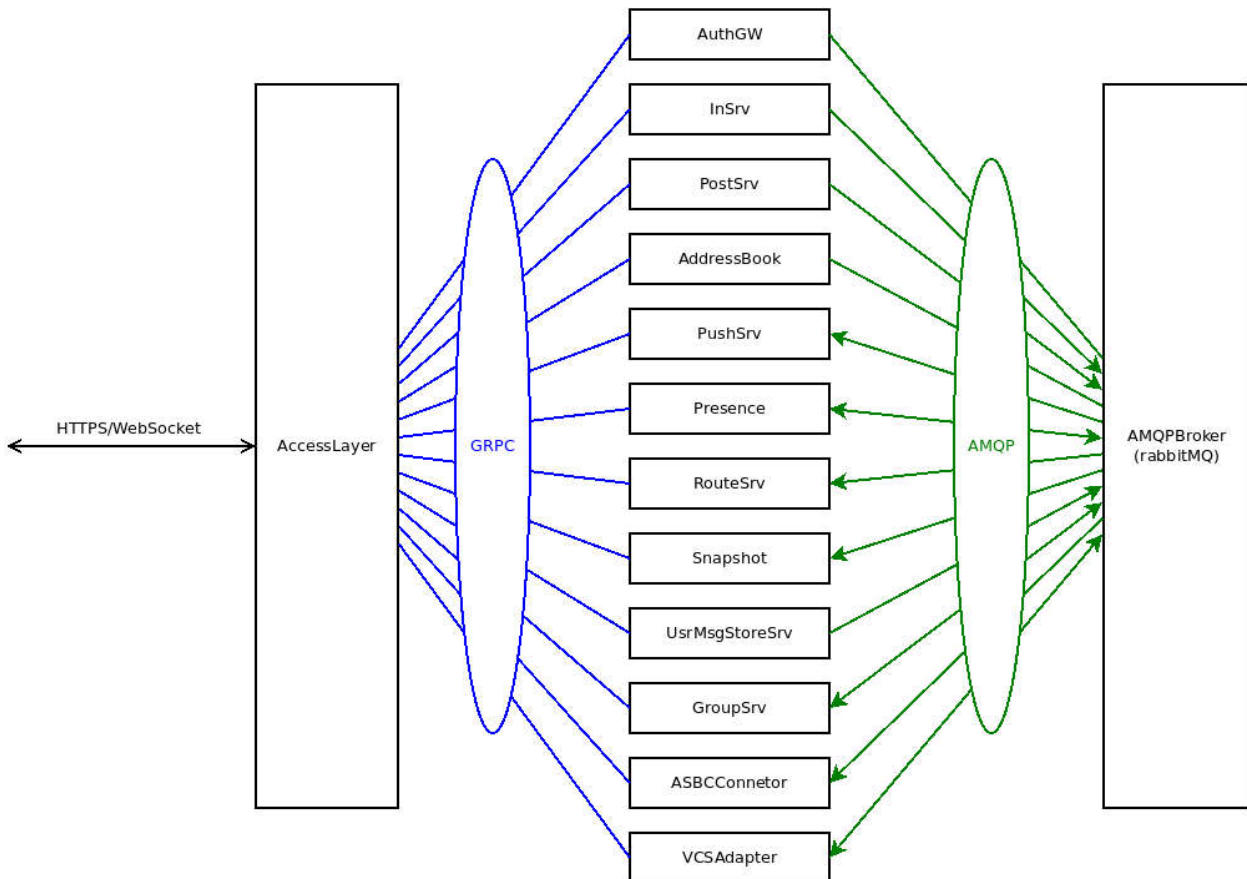 AuthGW
InSrv
PostSrv
AddressBook
PushSrv
Presence
HTTPS/WebSocket
AccessLayer
GRPC
AMQP
AMQPBroker
(rabbitMQ)
RouteSrv
Snapshot
UsrMsgStoreSrv
GroupSrv
ASBCConnetor
VCSAdapter